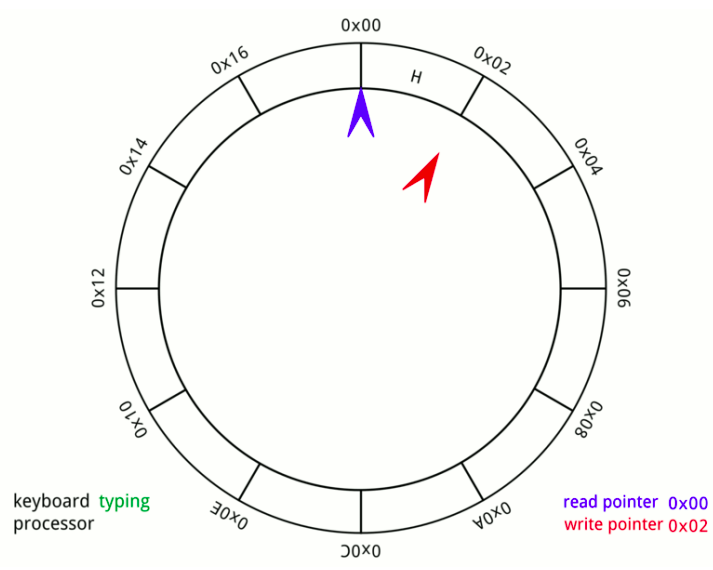 0x00
0x16
0x02
H
0x14
0x04
0x12
0x06
0x10
0x08
0x0E
0x0A
0x0C
keyboard typing
processor
read pointer 0x00
write pointer 0x02